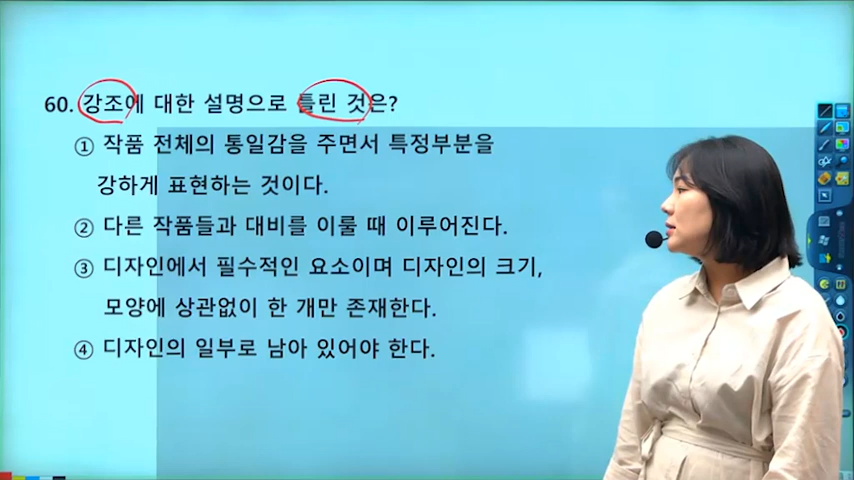 60. 강조에 대한 설명으로 틀린 것은?
① 작품 전체의 통일감을 주면서 특정부분을
강하게 표현하는 것이다.
② 다른 작품들과 대비를 이룰 때 이루어진다.
③ 디자인에서 필수적인 요소이며 디자인의 크기,
모양에 상관없이 한 개만 존재한다.
④ 디자인의 일부로 남아 있어야 한다.